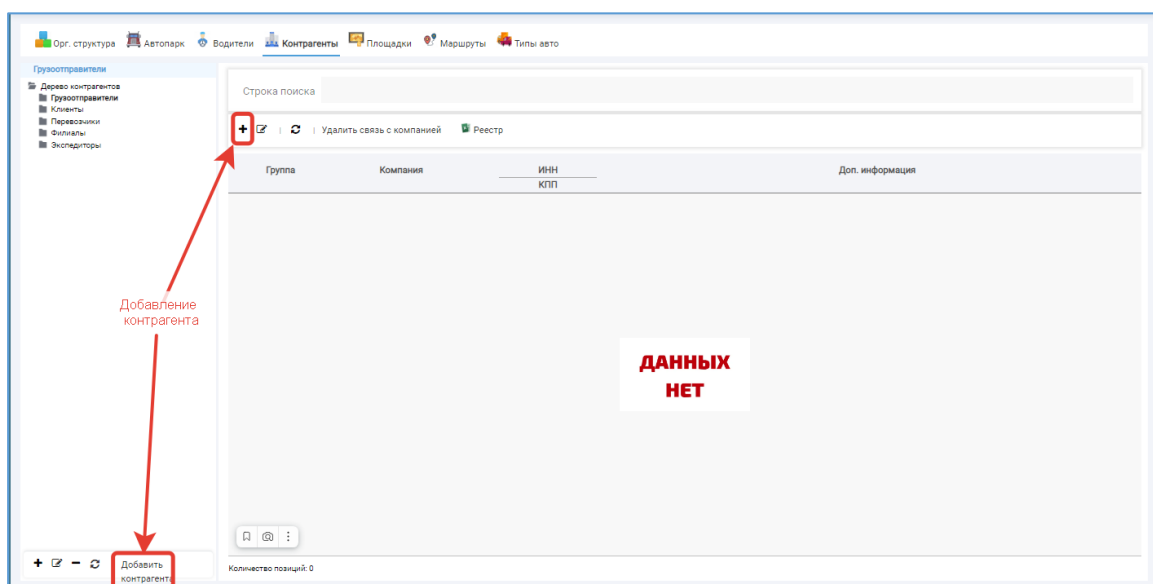 Орг. структура Автопарк Водители Контрагенты Площадки Маршруты Типы авто
Грузоотправители
Дерево контрагентов
Грузоотправители
Клиенты
Перевозчики
Филиалы
Экспедиторы
Строка поиска
Удалить связь с компанией Реестр
Группа Компания ИНН Доп. информация
КПП
Добавление
контрагента
ДАННЫХ
НЕТ
Добавить
контрагента
Количество позиций: 0